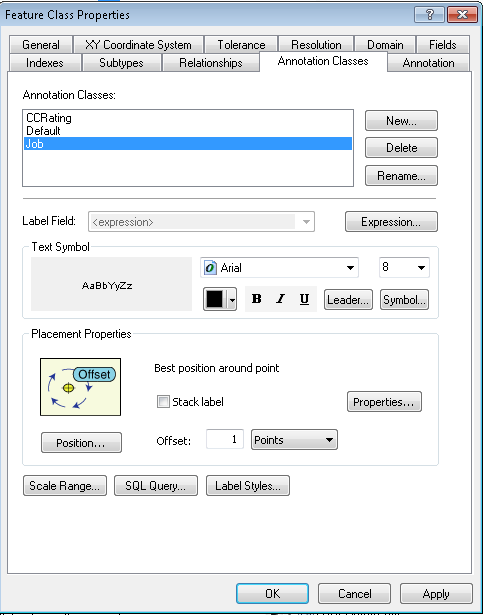 Feature Class Properties
General XY Coordinate System Tolerance Resolution Domain Fields
Indexes Subtypes Relationships Annotation Classes Annotation
Annotation Classes:
CCRating
Default
Job
New...
Delete
Rename...
Label Field: <expression> Expression...
Text Symbol
AaBbYyZz
Arial 8
B I U Leader... Symbol...
Placement Properties
Offset
Best position around point
Stack label Properties...
Position... Offset: 1 Points
Scale Range... SQL Query... Label Styles...
OK Cancel Apply